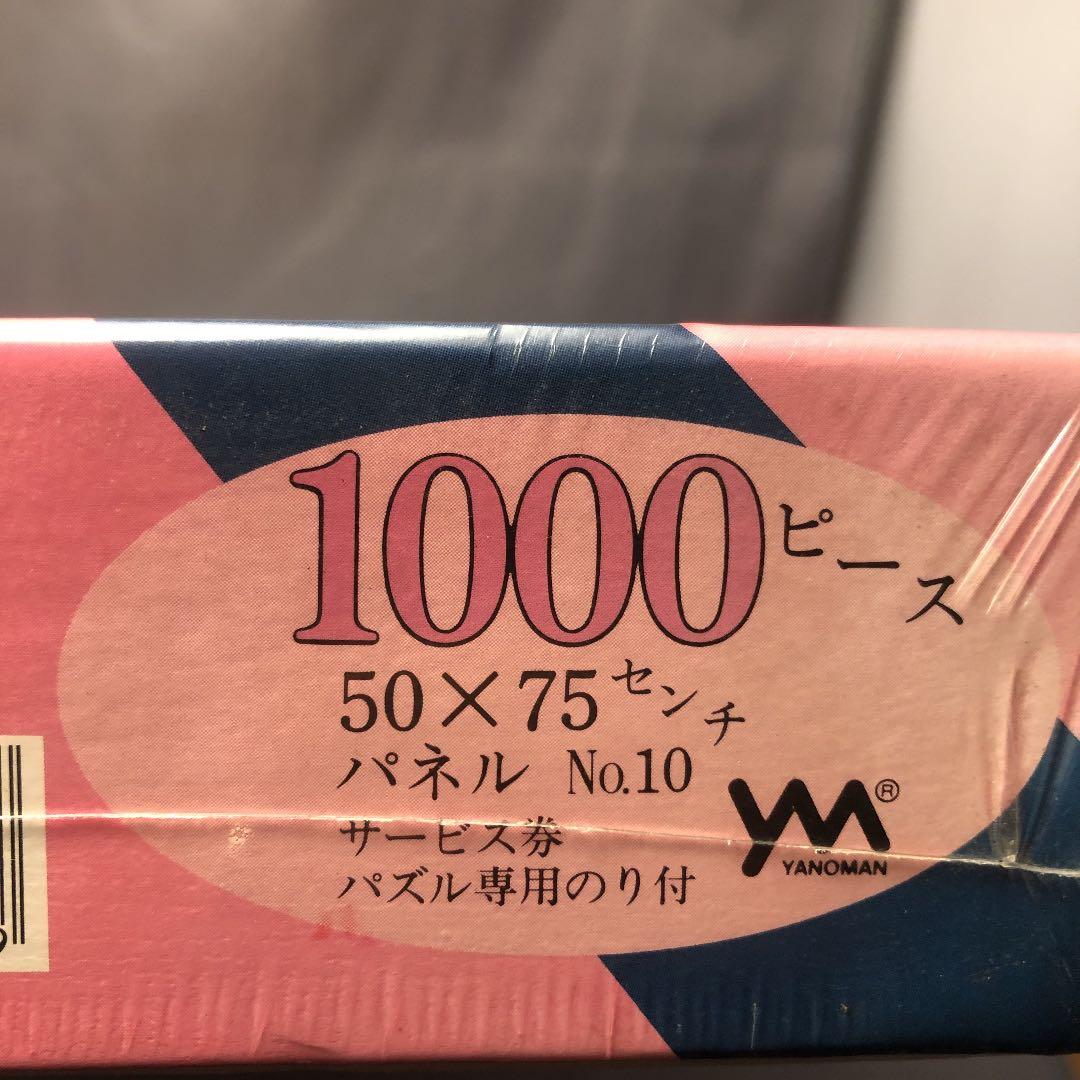 1000ピース
50×75センチ
パネル No.10
サービス券
パズル専用のり付
YM®
YANOMAN